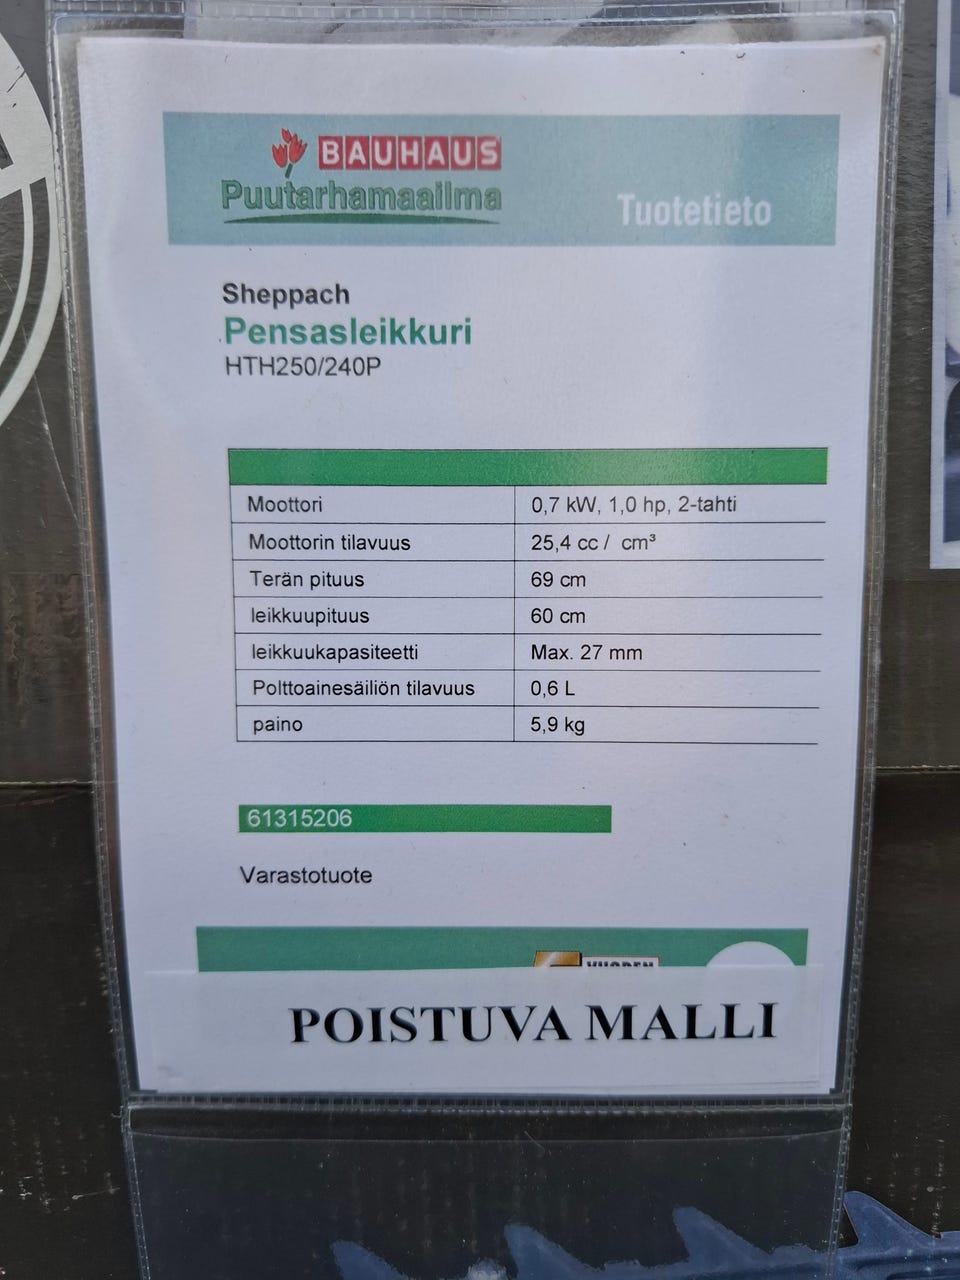 BAUHAUS
Puutarhamaailma
Tuotetieto
Sheppach
Pensasleikkuri
HTH250/240P
Moottori 0,7 kW, 1,0 hp, 2-tahti
Moottorin tilavuus 25,4 cc / cm³
Terän pituus 69 cm
leikkuupituus 60 cm
leikkuukapasiteetti Max. 27 mm
Polttoainesäiliön tilavuus 0,6 L
paino 5,9 kg
61315206
Varastotuote
VUODEN
POISTUVA MALLI